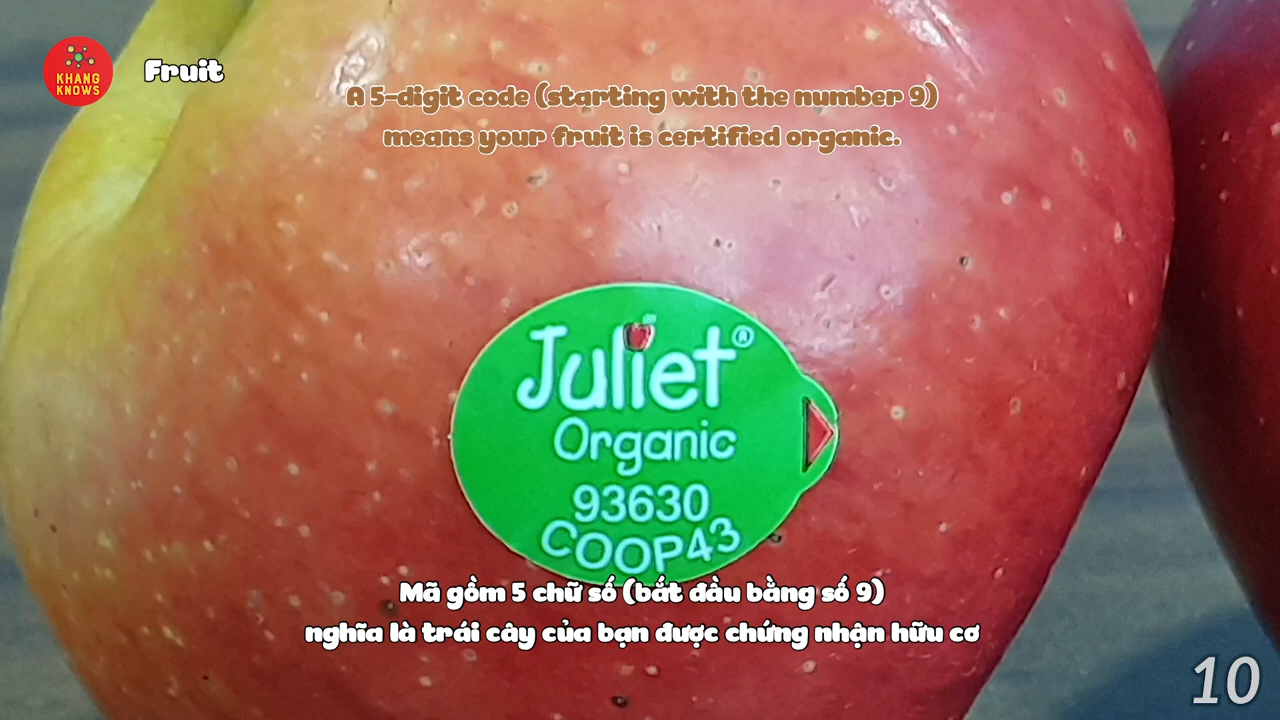 KHANG
KNOWS
Fruit
A 5-digit code (starting with the number 9)
means your fruit is certified organic.
Juliet®
Organic
93630
COOP43
Mã gồm 5 chữ số (bắt đầu bằng số 9)
nghĩa là trái cây của bạn được chứng nhận hữu cơ
10